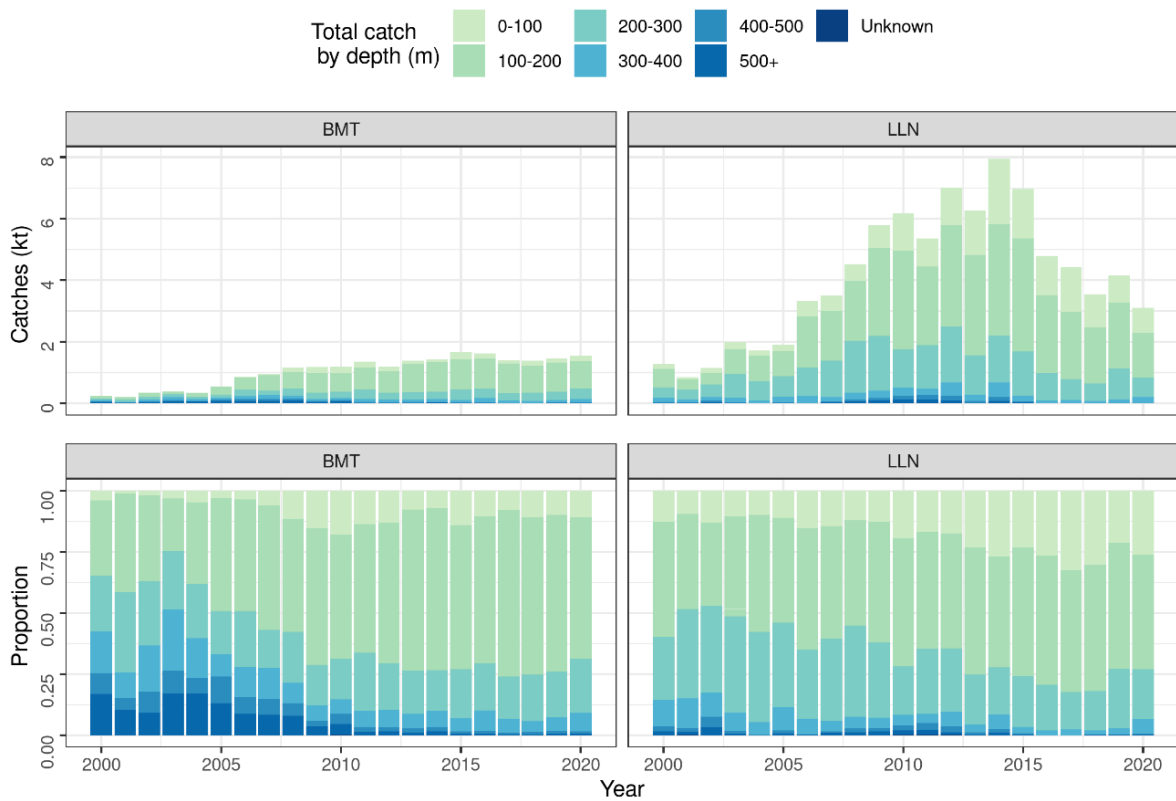 Total catch
by depth (m)
0-100
200-300
400-500
Unknown
100-200
300-400
500+
BMT
LLN
8
6
4
2
0
Catches (kt)
BMT
LLN
1.00
0.75
0.50
0.25
0.00
Proportion
2000
2005
2010
2015
2020
2000
2005
2010
2015
2020
Year